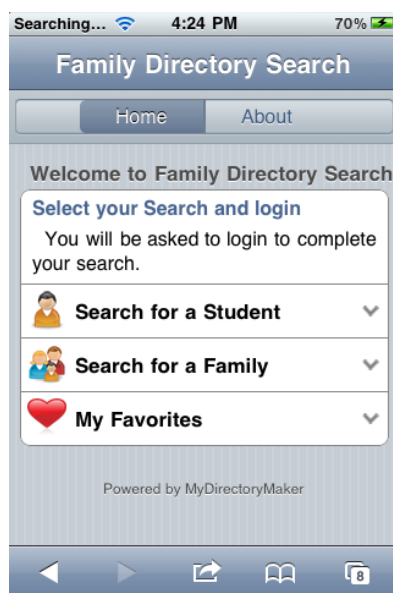 Searching... 4:24 PM 70%
Family Directory Search
Home About
Welcome to Family Directory Search
Select your Search and login
You will be asked to login to complete
your search.
Search for a Student
Search for a Family
My Favorites
Powered by MyDirectoryMaker
8